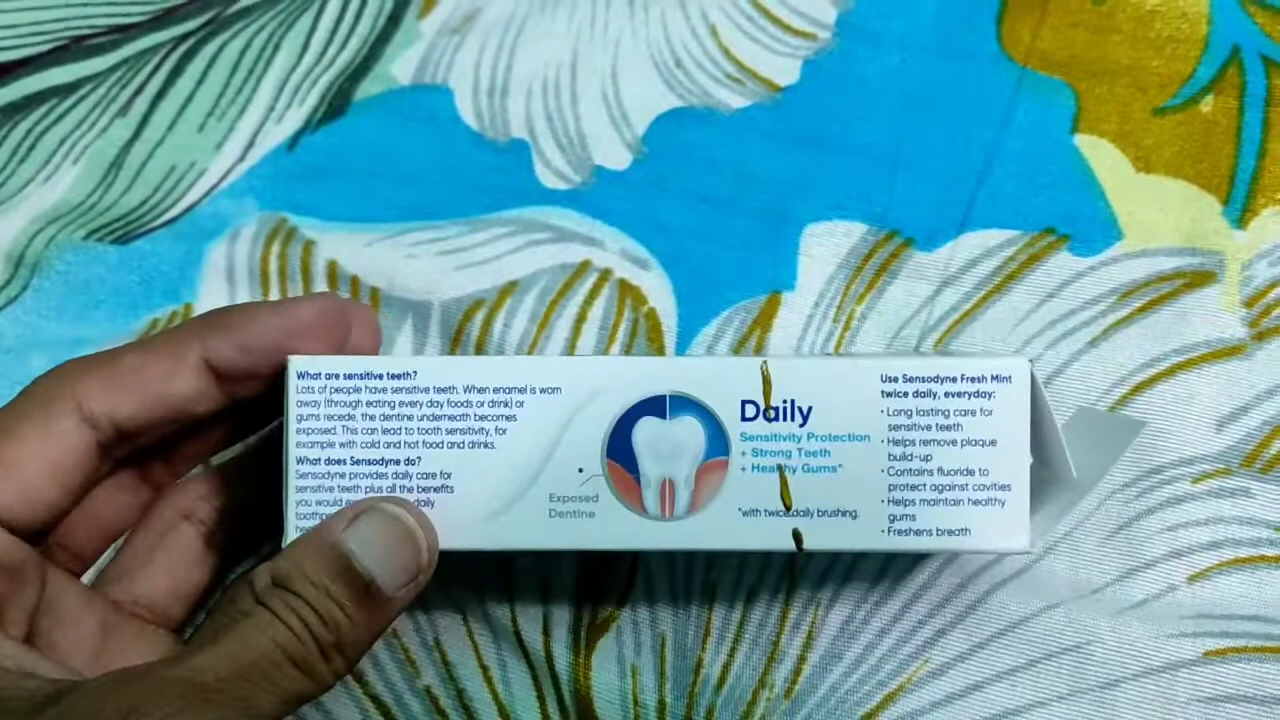 What are sensitive teeth?
Lots of people have sensitive teeth. When enamel is worn
away (through eating every day foods or drink) or
gums recede, the dentine underneath becomes
exposed. This can lead to tooth sensitivity, for
example with cold and hot food and drinks.
What does Sensodyne do?
Sensodyne provides daily care for
sensitive teeth plus all the benefits
you would daily
Exposed
Dentine
Daily
Sensitivity Protection
+ Strong Teeth
+ Healthy Gums*
*with twice daily brushing.
Use Sensodyne Fresh Mint
twice daily, everyday:
• Long lasting care for
sensitive teeth
• Helps remove plaque
build-up
• Contains fluoride to
protect against cavities
• Helps maintain healthy
gums
• Freshens breath